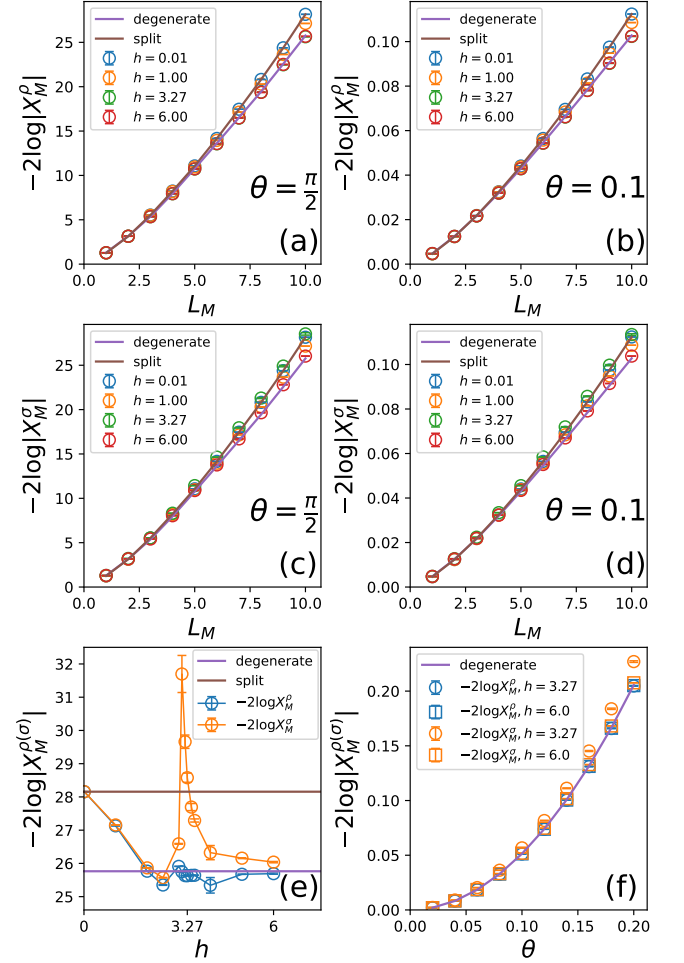 −2log|X_M^ρ|
25
20
15
10
5
0
0.0 2.5 5.0 7.5 10.0
L_M
degenerate
split
h = 0.01
h = 1.00
h = 3.27
h = 6.00
θ = π/2
(a)
−2log|X_M^ρ|
0.10
0.08
0.06
0.04
0.02
0.00
0.0 2.5 5.0 7.5 10.0
L_M
degenerate
split
h = 0.01
h = 1.00
h = 3.27
h = 6.00
θ = 0.1
(b)
−2log|X_M^σ|
25
20
15
10
5
0
0.0 2.5 5.0 7.5 10.0
L_M
degenerate
split
h = 0.01
h = 1.00
h = 3.27
h = 6.00
θ = π/2
(c)
−2log|X_M^σ|
0.10
0.08
0.06
0.04
0.02
0.00
0.0 2.5 5.0 7.5 10.0
L_M
degenerate
split
h = 0.01
h = 1.00
h = 3.27
h = 6.00
θ = 0.1
(d)
−2log|X_M^ρ(σ)|
32
31
30
29
28
27
26
25
0 3.27 6
h
degenerate
split
−2logX_M^ρ
−2logX_M^σ
(e)
−2log|X_M^ρ(σ)|
0.20
0.15
0.10
0.05
0.00
0.00 0.05 0.10 0.15 0.20
θ
degenerate
−2logX_M^ρ, h = 3.27
−2logX_M^ρ, h = 6.0
−2logX_M^σ, h = 3.27
−2logX_M^σ, h = 6.0
(f)